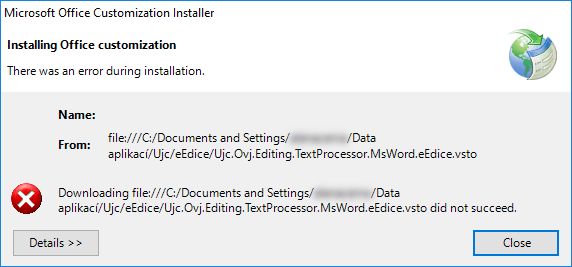 Microsoft Office Customization Installer
Installing Office customization
There was an error during installation.
Name:
From: file:///C:/Documents and Settings/ /Data
aplikací/Ujc/eEdice/Ujc.Ovj.Editing.TextProcessor.MsWord.eEdice.vsto
Downloading file:///C:/Documents and Settings/ /Data
aplikací/Ujc/eEdice/Ujc.Ovj.Editing.TextProcessor.MsWord.eEdice.vsto did not succeed.
Details >> Close